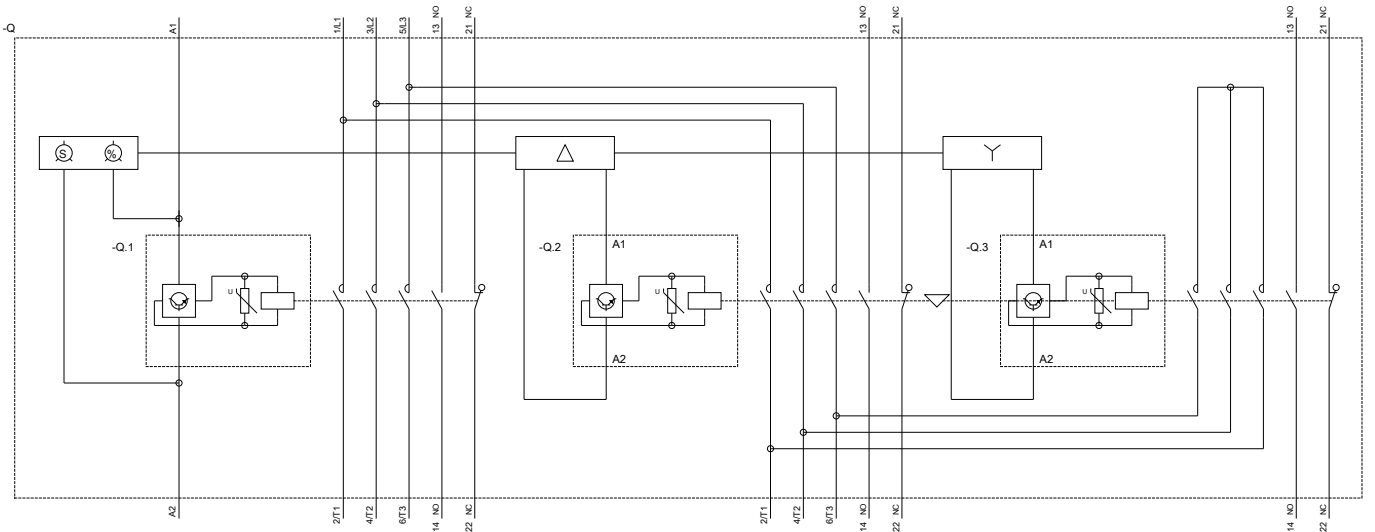 -Q
A1
1/L1
3/L2
5/L3
13 NO
21 NC
13 NO
21 NC
13 NO
21 NC
S
%
-Q.1
-Q.2
A1
-Q.3
A1
U
U
U
A2
A2
A2
2/T1
4/T2
6/T3
14 NO
22 NC
2/T1
4/T2
6/T3
14 NO
22 NC
14 NO
22 NC